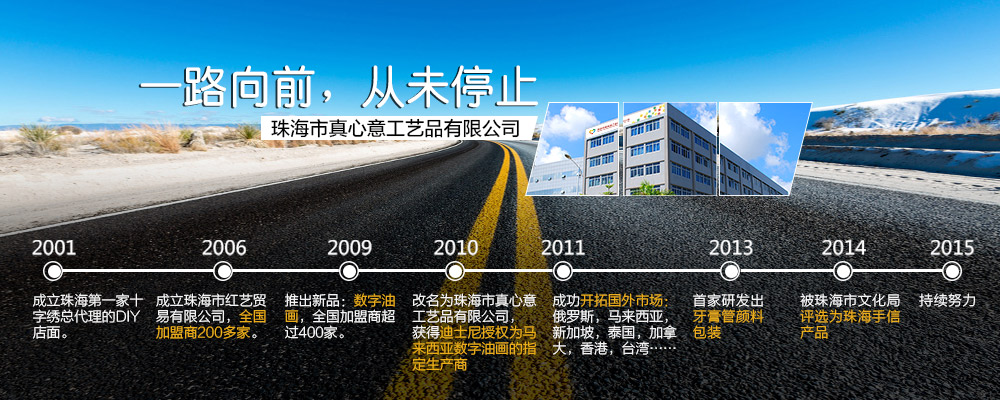 一路向前，从未停止
珠海市真心意工艺品有限公司
2001
2006
2009
2010
2011
2013
2014
2015
成立珠海第一家十
字绣总代理的DIY
店面。
成立珠海市红艺贸
易有限公司，全国
加盟商200多家。
推出新品：数字油
画，全国加盟商超
过400家。
改名为珠海市真心意
工艺品有限公司，
获得迪士尼授权为马
来西亚数字油画的指
定生产商
成功开拓国外市场：
俄罗斯，马来西亚，
新加坡，泰国，加拿
大，香港，台湾……
首家研发出
牙膏管颜料
包装
被珠海市文化局
评选为珠海手信
产品
持续努力